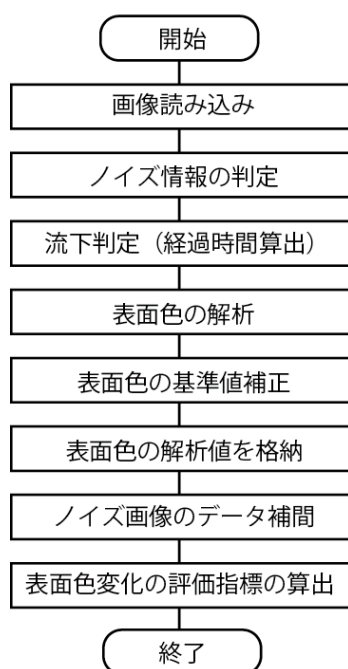 開始
画像読み込み
ノイズ情報の判定
流下判定（経過時間算出）
表面色の解析
表面色の基準値補正
表面色の解析値を格納
ノイズ画像のデータ補間
表面色変化の評価指標の算出
終了